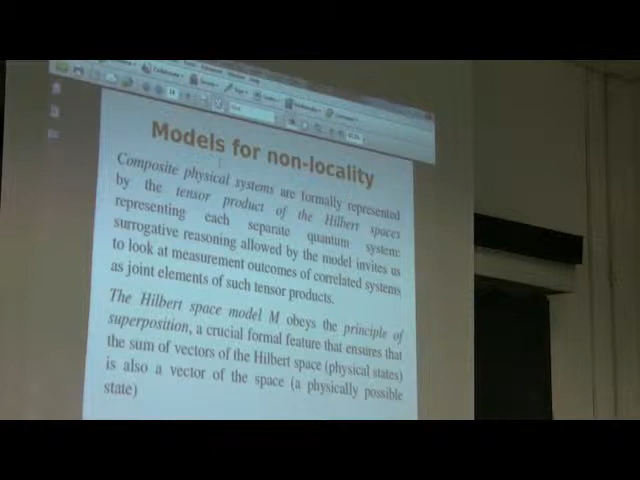 Models for non-locality
Composite physical systems are formally represented
by the tensor product of the Hilbert spaces
representing each separate quantum system:
surrogative reasoning allowed by the model invites us
to look at measurement outcomes of correlated systems
as joint elements of such tensor products.
The Hilbert space model M obeys the principle of
superposition, a crucial formal feature that ensures that
the sum of vectors of the Hilbert space (physical states)
is also a vector of the space (a physically possible
state)